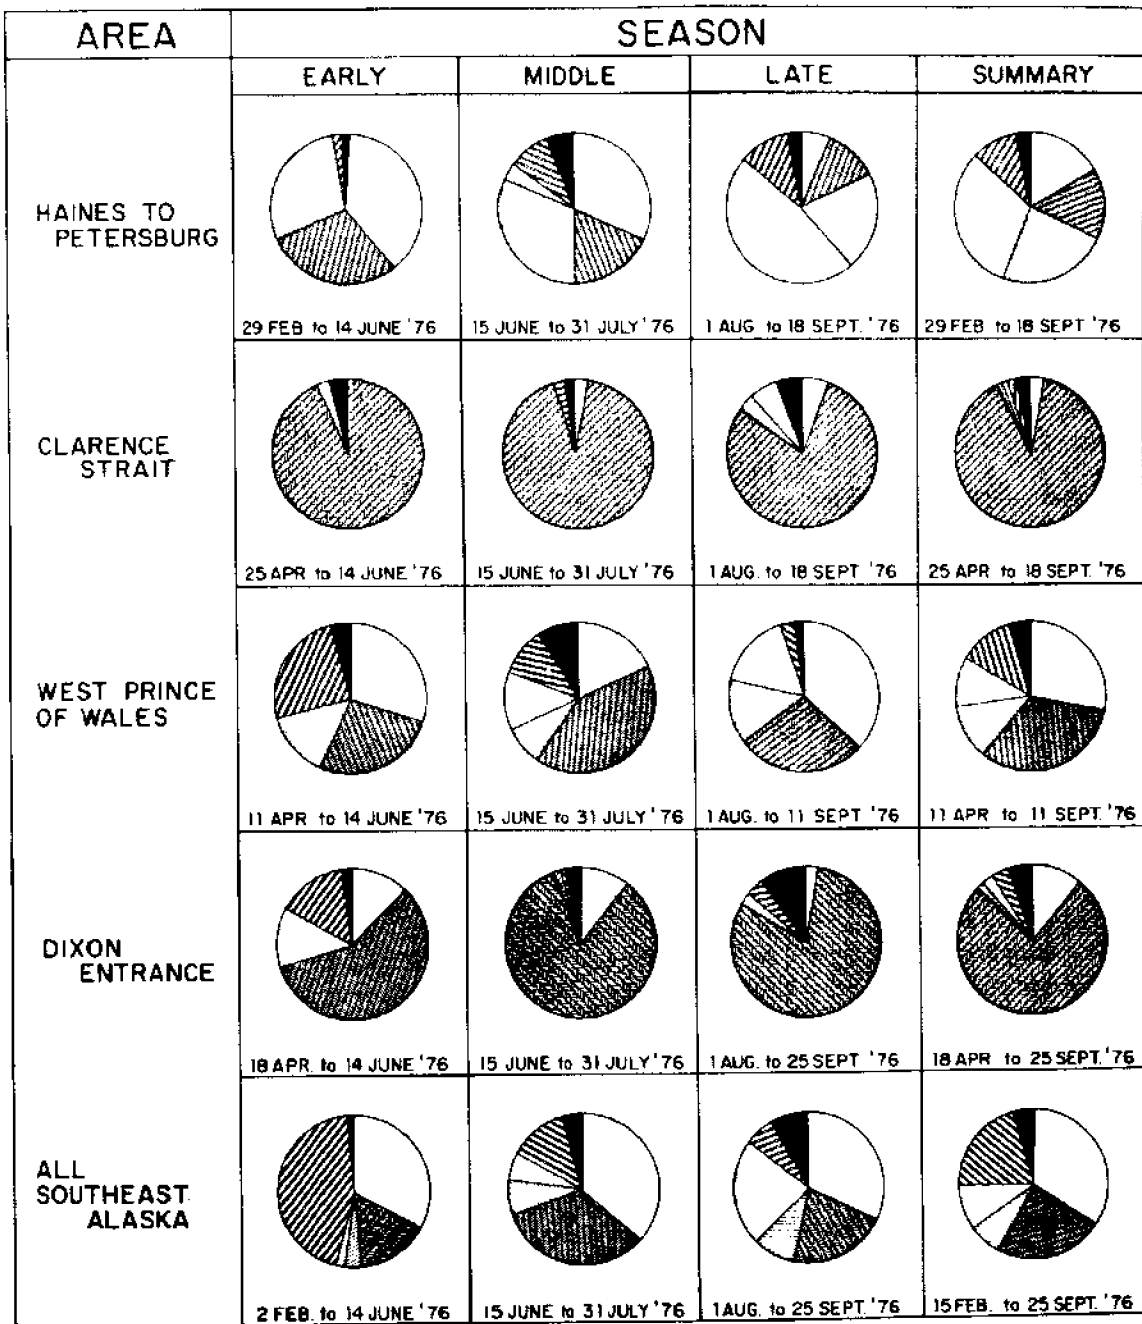 AREA
SEASON
EARLY
MIDDLE
LATE
SUMMARY
HAINES TO
PETERSBURG
29 FEB to 14 JUNE '76
15 JUNE to 31 JULY '76
1 AUG to 18 SEPT. '76
29 FEB to 18 SEPT '76
CLARENCE
STRAIT
25 APR to 14 JUNE '76
15 JUNE to 31 JULY '76
1 AUG. to 18 SEPT '76
25 APR to 18 SEPT. '76
WEST PRINCE
OF WALES
11 APR to 14 JUNE '76
15 JUNE to 31 JULY '76
1 AUG. to 11 SEPT '76
11 APR to 11 SEPT. '76
DIXON
ENTRANCE
18 APR. to 14 JUNE '76
15 JUNE to 31 JULY '76
1 AUG. to 25 SEPT '76
18 APR to 25 SEPT. '76
ALL
SOUTHEAST
ALASKA
2 FEB. to 14 JUNE '76
15 JUNE to 31 JULY '76
1 AUG. to 25 SEPT. '76
15 FEB. to 25 SEPT. '76